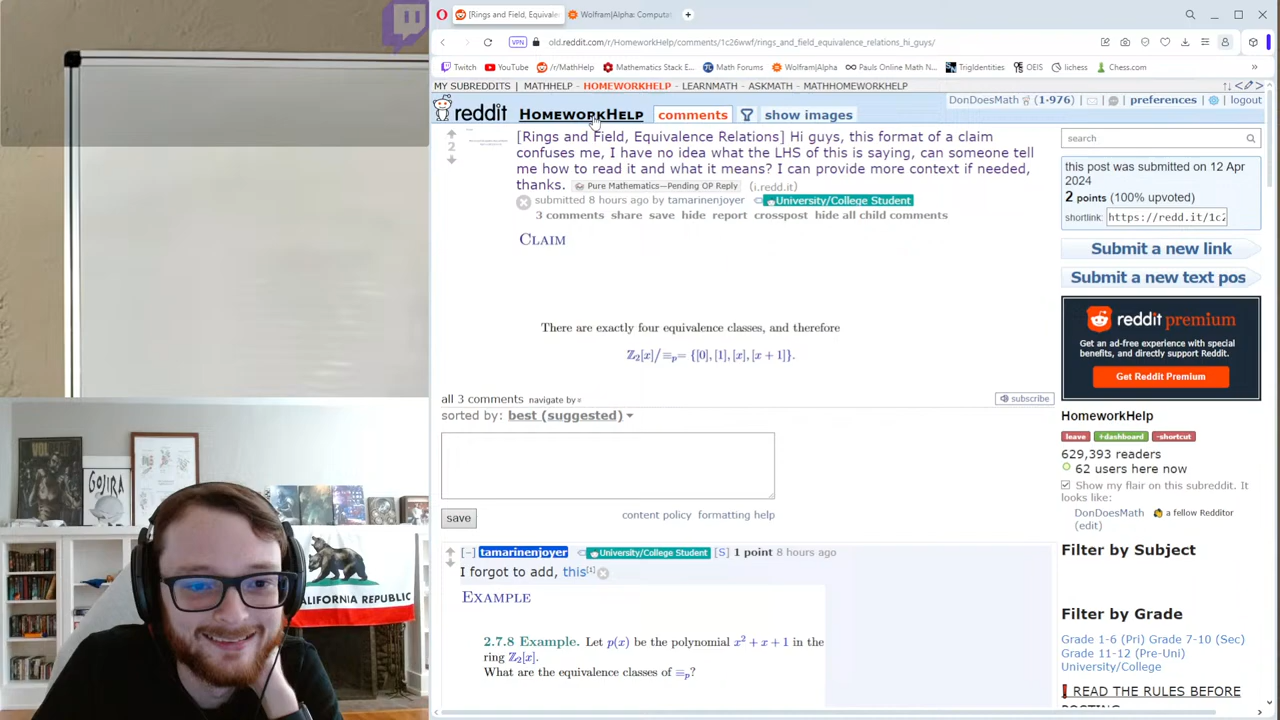 [Rings and Field, Equivale
Wolfram|Alpha: Computat
VPN
old.reddit.com/r/HomeworkHelp/comments/1c26wwf/rings_and_field_equivalence_relations_hi_guys/
Twitch
YouTube
/r/MathHelp
Mathematics Stack E...
Math Forums
Wolfram|Alpha
Pauls Online Math N...
TrigIdentities
OEIS
lichess
Chess.com
MY SUBREDDITS | MATHHELP - HOMEWORKHELP - LEARNMATH - ASKMATH - MATHHOMEWORKHELP
reddit HOMEWORKHELP comments show images
DonDoesMath (1·976) | preferences | logout
2
[Rings and Field, Equivalence Relations] Hi guys, this format of a claim
confuses me, I have no idea what the LHS of this is saying, can someone tell
me how to read it and what it means? I can provide more context if needed,
thanks. Pure Mathematics—Pending OP Reply (i.redd.it)
submitted 8 hours ago by tamarinenjoyer University/College Student
3 comments share save hide report crosspost hide all child comments
CLAIM
There are exactly four equivalence classes, and therefore
ℤ₂[x]/≡ₚ= {[0], [1], [x], [x + 1]}.
all 3 comments navigate by
subscribe
sorted by: best (suggested)
save
content policy formatting help
[–] tamarinenjoyer University/College Student [S] 1 point 8 hours ago
I forgot to add, this[1]
EXAMPLE
2.7.8 Example. Let p(x) be the polynomial x² + x + 1 in the
ring ℤ₂[x].
What are the equivalence classes of ≡ₚ?
search
this post was submitted on 12 Apr
2024
2 points (100% upvoted)
shortlink: https://redd.it/1c2
Submit a new link
Submit a new text pos
reddit premium
Get an ad-free experience with special
benefits, and directly support Reddit.
Get Reddit Premium
HomeworkHelp
leave +dashboard -shortcut
629,393 readers
62 users here now
Show my flair on this subreddit. It
looks like:
DonDoesMath a fellow Redditor
(edit)
Filter by Subject
Filter by Grade
Grade 1-6 (Pri) Grade 7-10 (Sec)
Grade 11-12 (Pre-Uni)
University/College
READ THE RULES BEFORE
GOJIRA
CALIFORNIA REPUBLIC